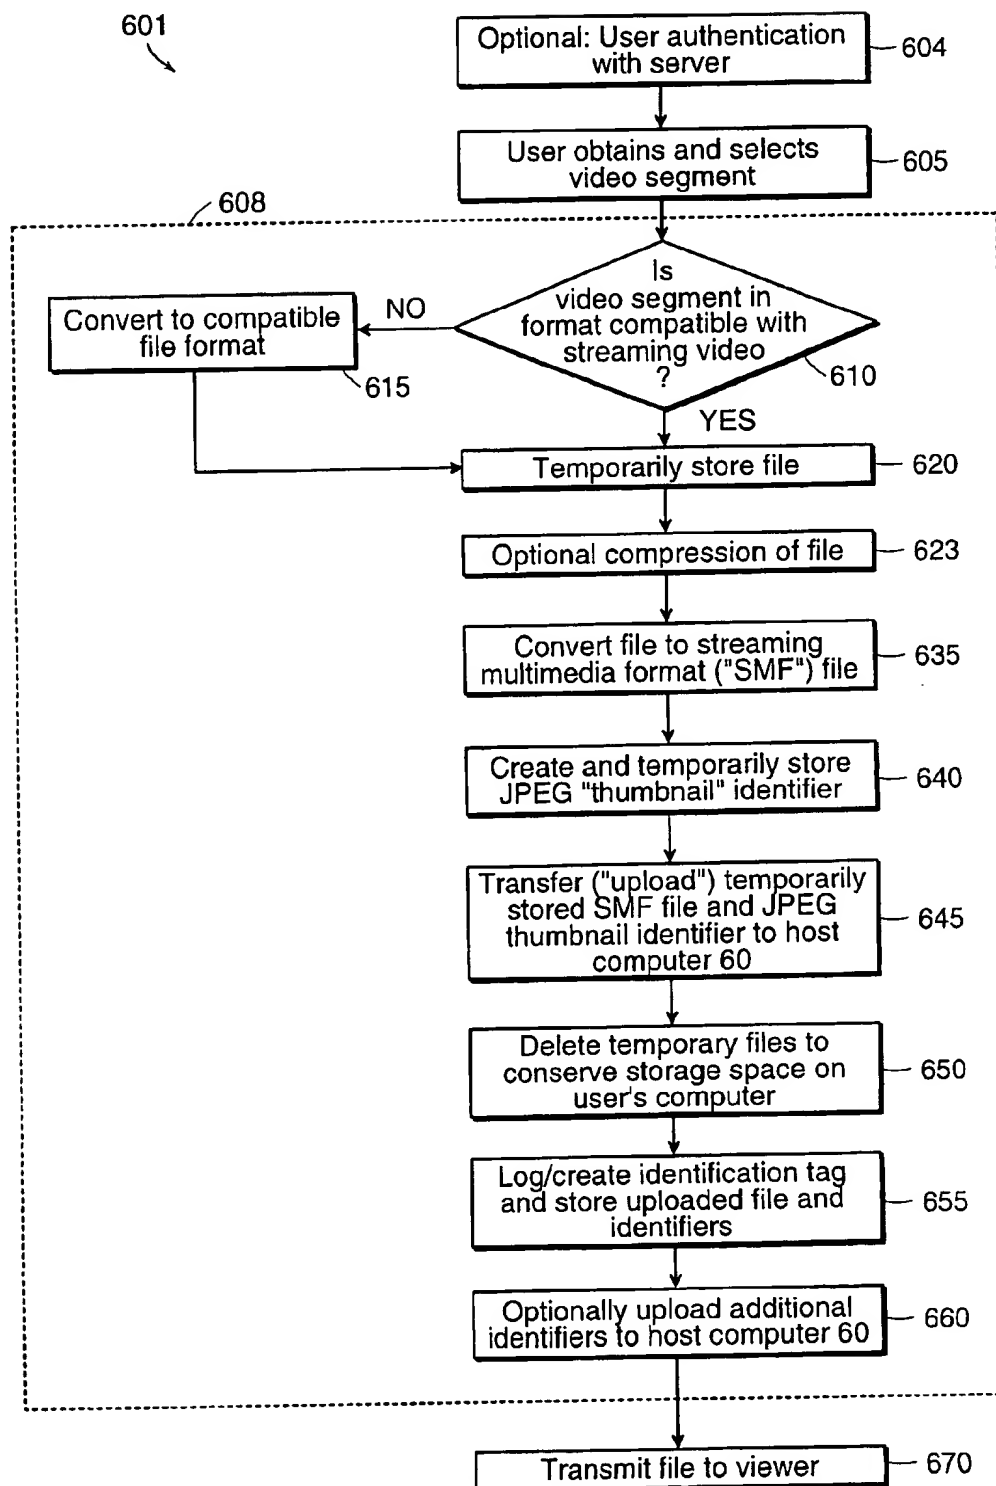 601
Optional: User authentication
with server
604
User obtains and selects
video segment
605
608
Is
video segment in
format compatible with
streaming video
?
610
NO
Convert to compatible
file format
615
YES
Temporarily store file
620
Optional compression of file
623
Convert file to streaming
multimedia format ("SMF") file
635
Create and temporarily store
JPEG "thumbnail" identifier
640
Transfer ("upload") temporarily
stored SMF file and JPEG
thumbnail identifier to host
computer 60
645
Delete temporary files to
conserve storage space on
user's computer
650
Log/create identification tag
and store uploaded file and
identifiers
655
Optionally upload additional
identifiers to host computer 60
660
Transmit file to viewer
670